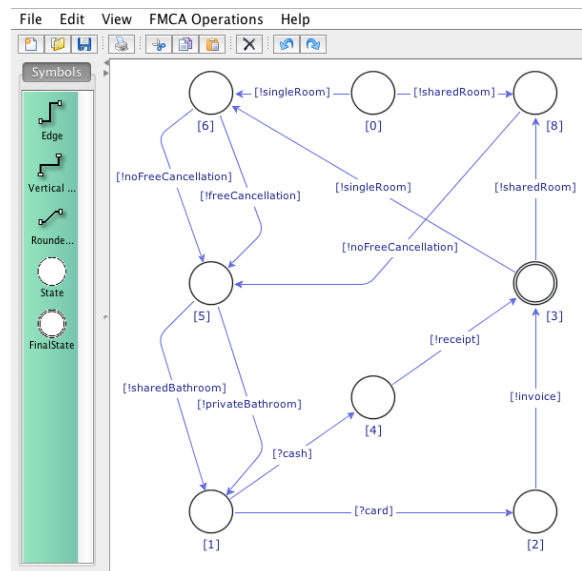 File Edit View FMCA Operations Help
Symbols
Edge
Vertical ...
Rounde...
State
FinalState
[!singleRoom]
[!sharedRoom]
[6]
[0]
[8]
[!noFreeCancellation]
[!freeCancellation]
[!singleRoom]
[!sharedRoom]
[!noFreeCancellation]
[5]
[3]
[!receipt]
[!sharedBathroom]
[!privateBathroom]
[!invoice]
[4]
[?cash]
[?card]
[1]
[2]